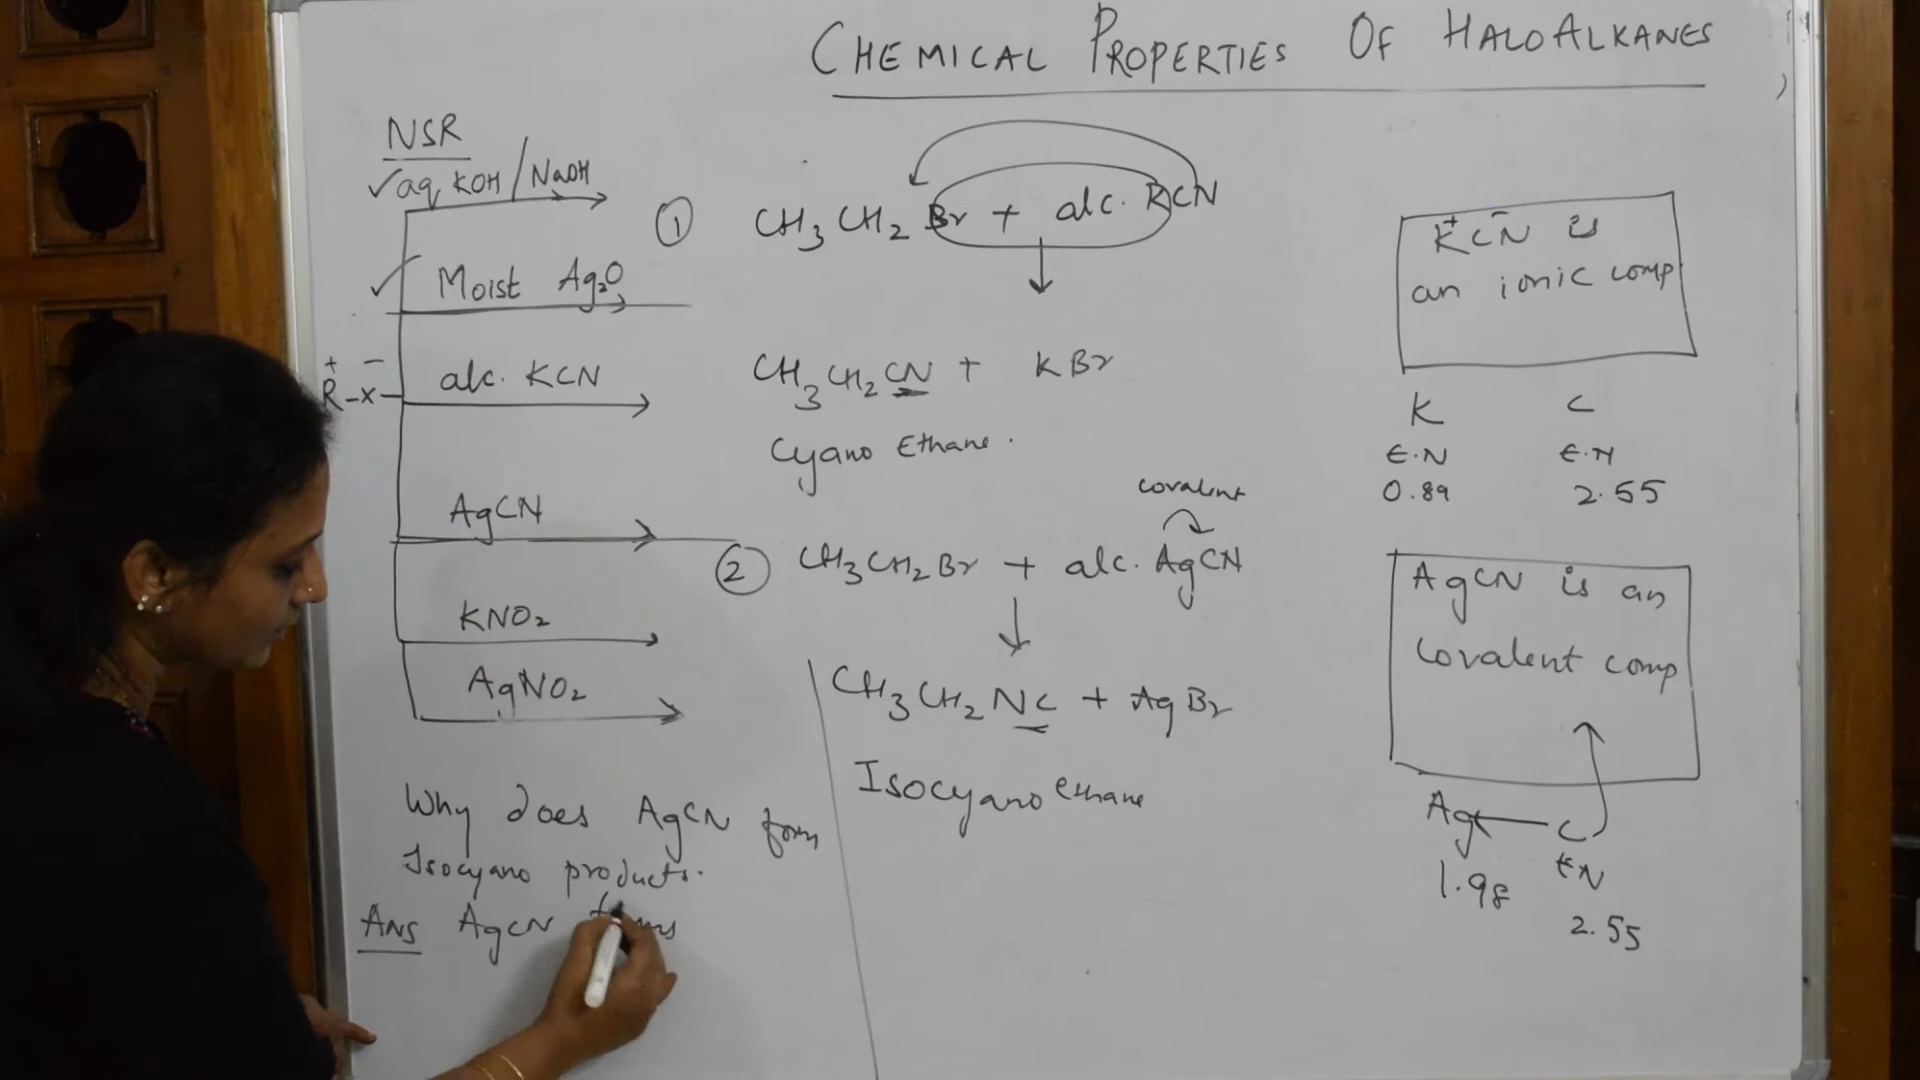 CHEMICAL PROPERTIES OF HALOALKANES
NSR
✓aq KOH / NaOH
✓ Moist Ag₂O
+ −
R-x-
alc. KCN
AgCN
KNO₂
AgNO₂
Why does AgCN form
Isocyano products.
Ans AgCN forms
① CH₃CH₂Br + alc. KCN
CH₃CH₂CN + KBr
Cyano Ethane.
covalent
② CH₃CH₂Br + alc. AgCN
CH₃CH₂NC + AgBr
Isocyanoethane
+ −
KCN is
an ionic comp
K C
E.N E.N
0.89 2.55
AgCN is an
covalent comp
Ag C
1.98 EN
2.55